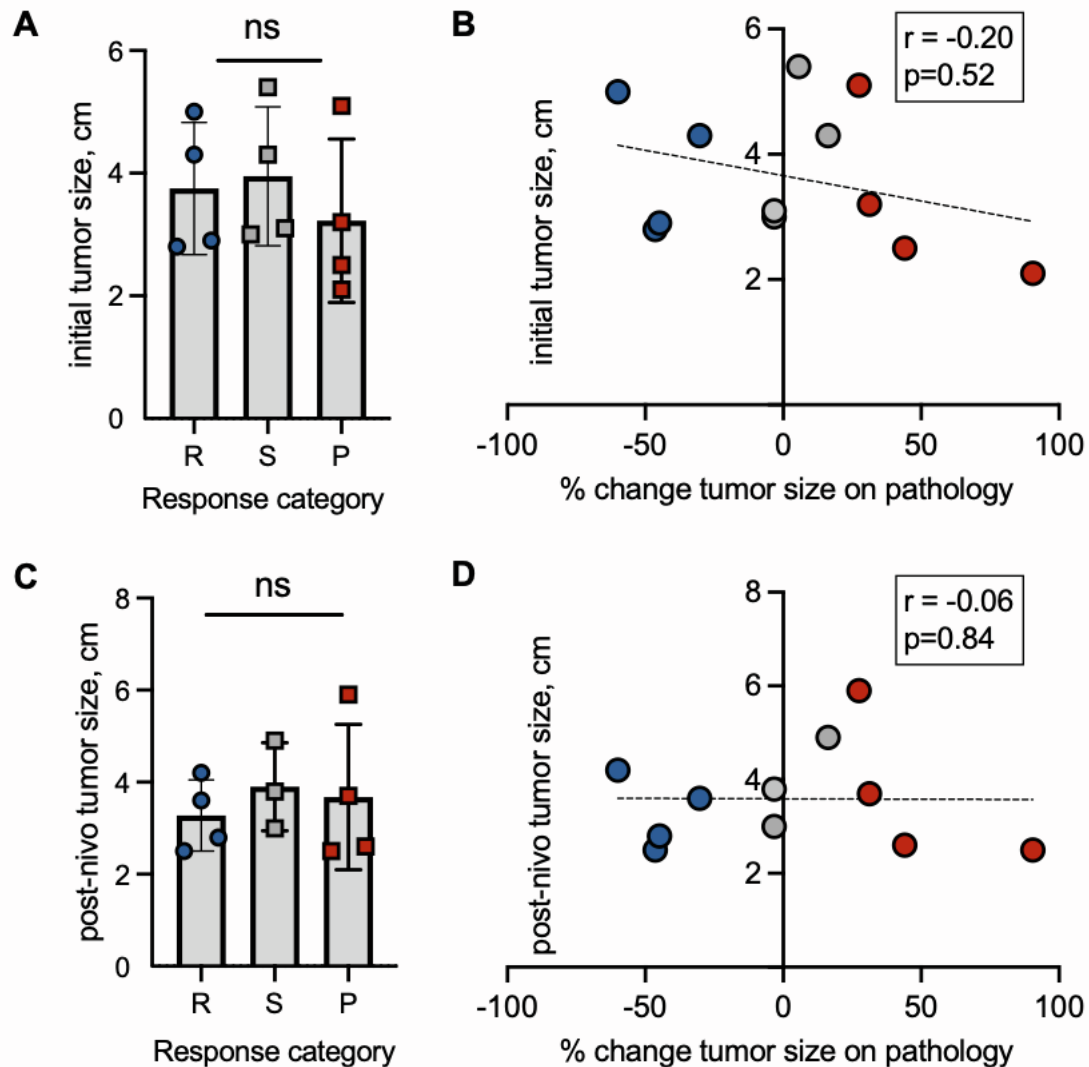 A
ns
6
4
2
0
initial tumor size, cm
R S P
Response category
B
r = -0.20
p=0.52
6
4
2
initial tumor size, cm
-100 -50 0 50 100
% change tumor size on pathology
C
ns
8
6
4
2
0
post-nivo tumor size, cm
R S P
Response category
D
r = -0.06
p=0.84
8
6
4
2
post-nivo tumor size, cm
-100 -50 0 50 100
% change tumor size on pathology